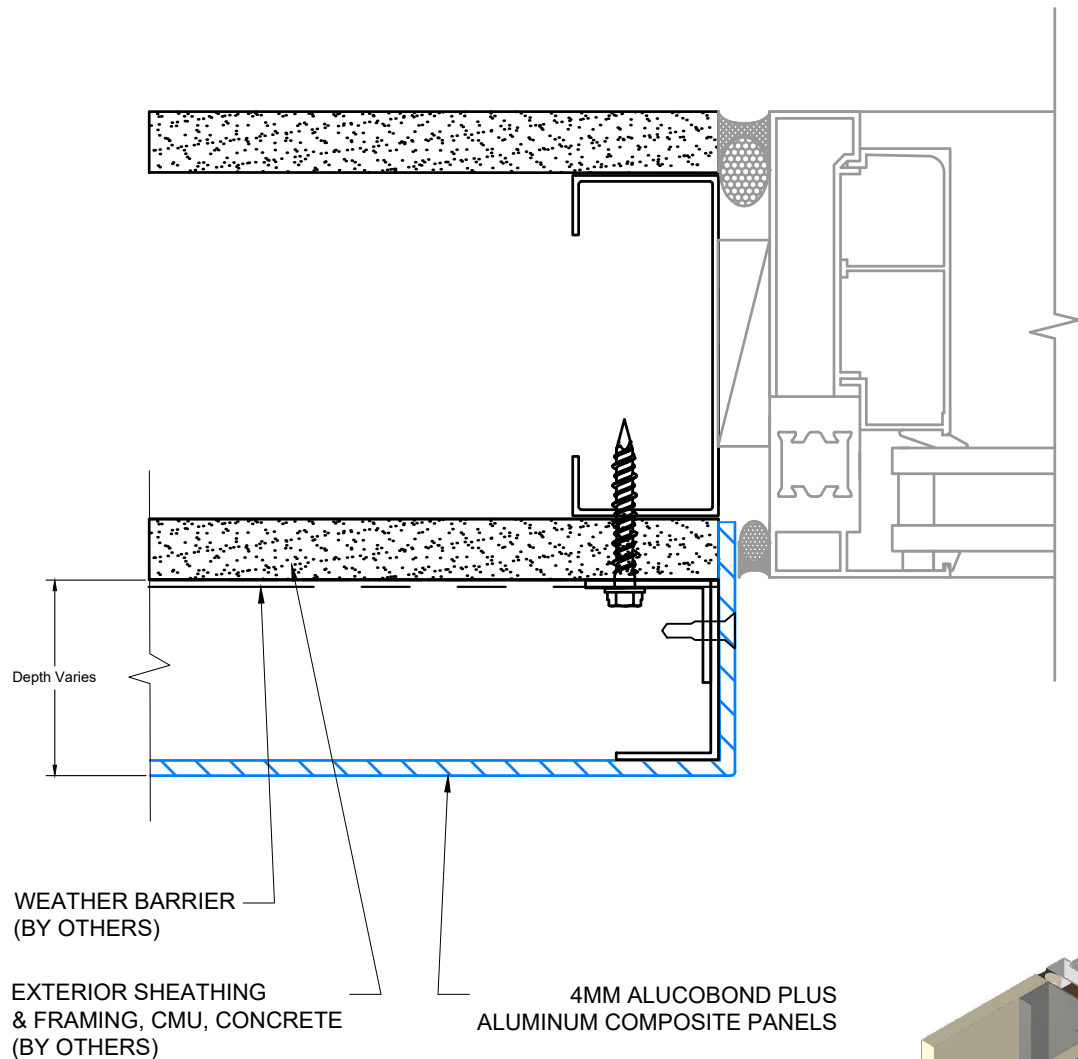 Depth Varies
WEATHER BARRIER
(BY OTHERS)
EXTERIOR SHEATHING
& FRAMING, CMU, CONCRETE
(BY OTHERS)
4MM ALUCOBOND PLUS
ALUMINUM COMPOSITE PANELS